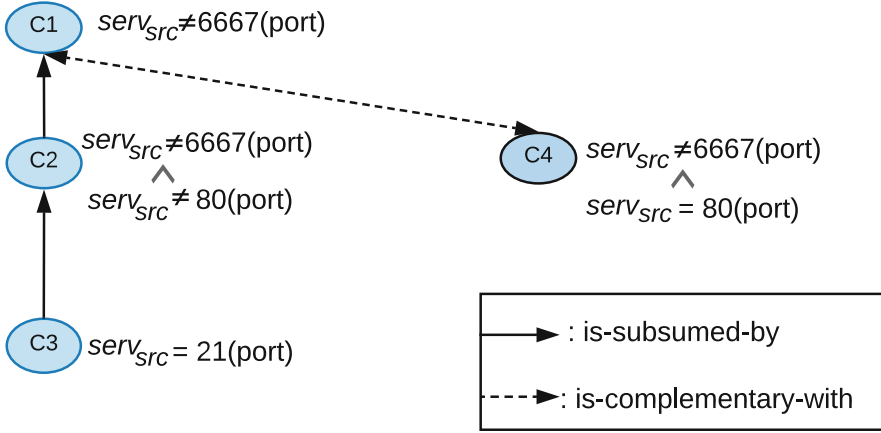 C1 serv_src ≠ 6667(port)
C2 serv_src ≠ 6667(port)
∧
serv_src ≠ 80(port)
C4 serv_src ≠ 6667(port)
∧
serv_src = 80(port)
C3 serv_src = 21(port)
: is-subsumed-by
: is-complementary-with